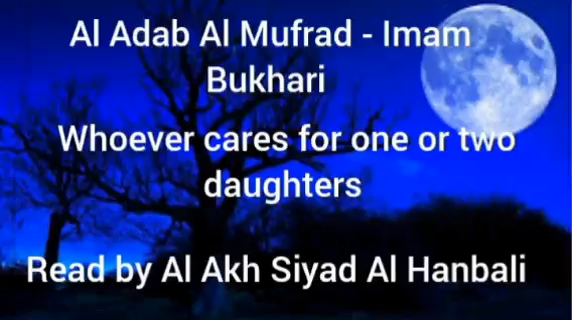 Al Adab Al Mufrad - Imam
Bukhari
Whoever cares for one or two
daughters
Read by Al Akh Siyad Al Hanbali